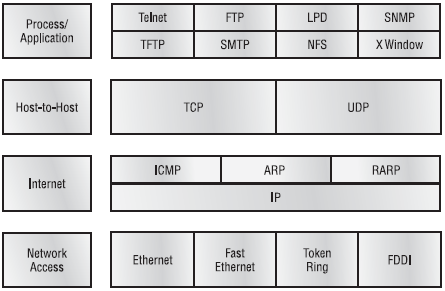 Process/
Application
Telnet FTP LPD SNMP
TFTP SMTP NFS X Window
Host-to-Host
TCP UDP
Internet
ICMP ARP RARP
IP
Network
Access
Ethernet
Fast
Ethernet
Token
Ring
FDDI